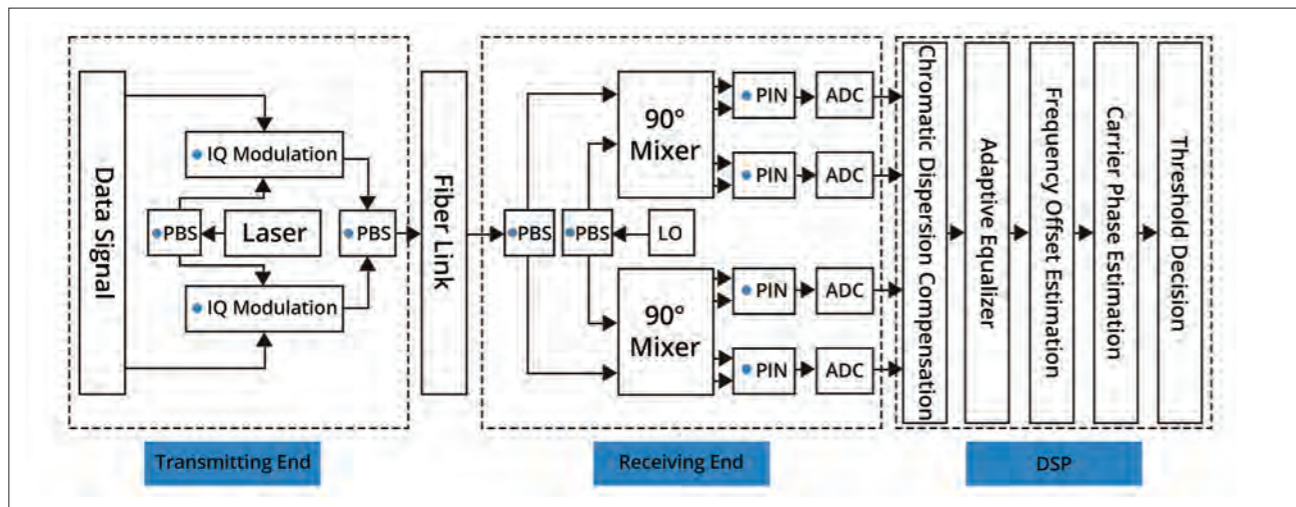 Data Signal
IQ Modulation
PBS
Laser
PBS
IQ Modulation
Fiber Link
PBS
PBS
LO
90°
Mixer
90°
Mixer
PIN
ADC
PIN
ADC
PIN
ADC
PIN
ADC
Chromatic Dispersion Compensation
Adaptive Equalizer
Frequency Offset Estimation
Carrier Phase Estimation
Threshold Decision
Transmitting End
Receiving End
DSP